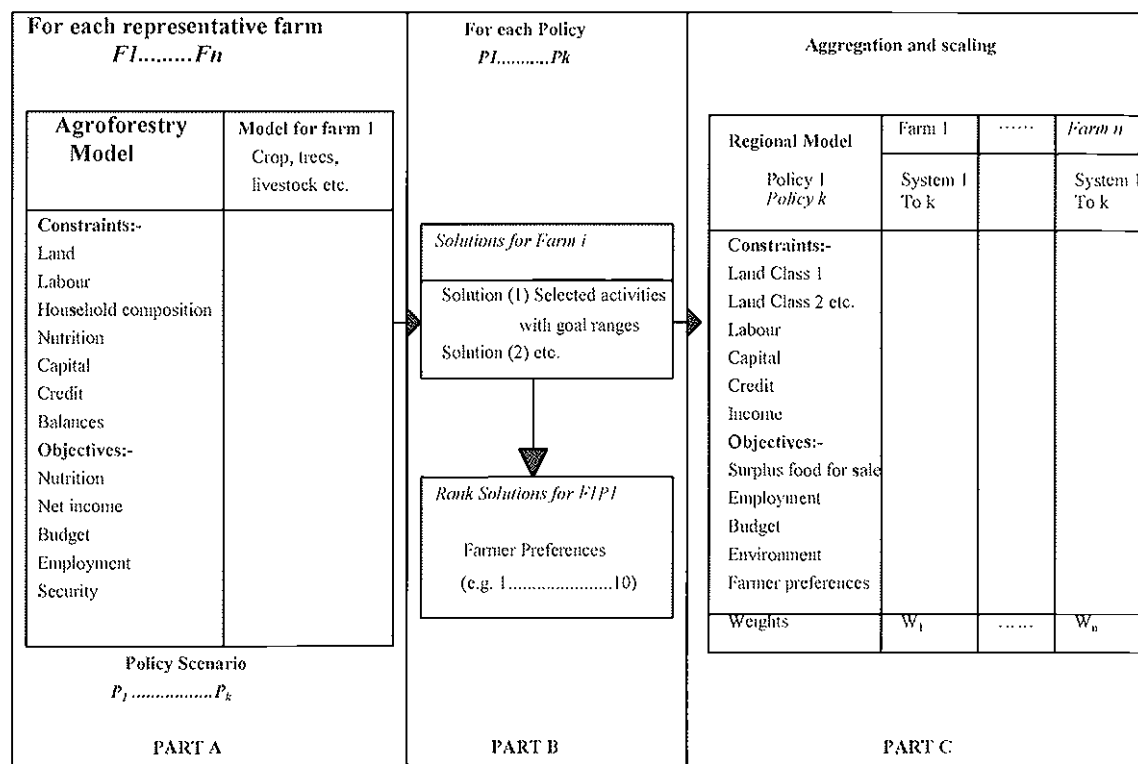 For each representative farm
F1.........Fn
Agroforestry
Model
Model for farm 1
Crop, trees,
livestock etc.
Constraints:-
Land
Labour
Household composition
Nutrition
Capital
Credit
Balances
Objectives:-
Nutrition
Net income
Budget
Employment
Security
Policy Scenario
P1.................Pk
PART A
For each Policy
P1...........Pk
Solutions for Farm i
Solution (1) Selected activities
with goal ranges
Solution (2) etc.
Rank Solutions for F1P1
Farmer Preferences
(e.g. 1......................10)
PART B
Aggregation and scaling
Regional Model
Farm 1
......
Farm n
Policy 1
Policy k
System 1
To k
System 1
To k
Constraints:-
Land Class 1
Land Class 2 etc.
Labour
Capital
Credit
Income
Objectives:-
Surplus food for sale
Employment
Budget
Environment
Farmer preferences
Weights
W1
......
Wn
PART C